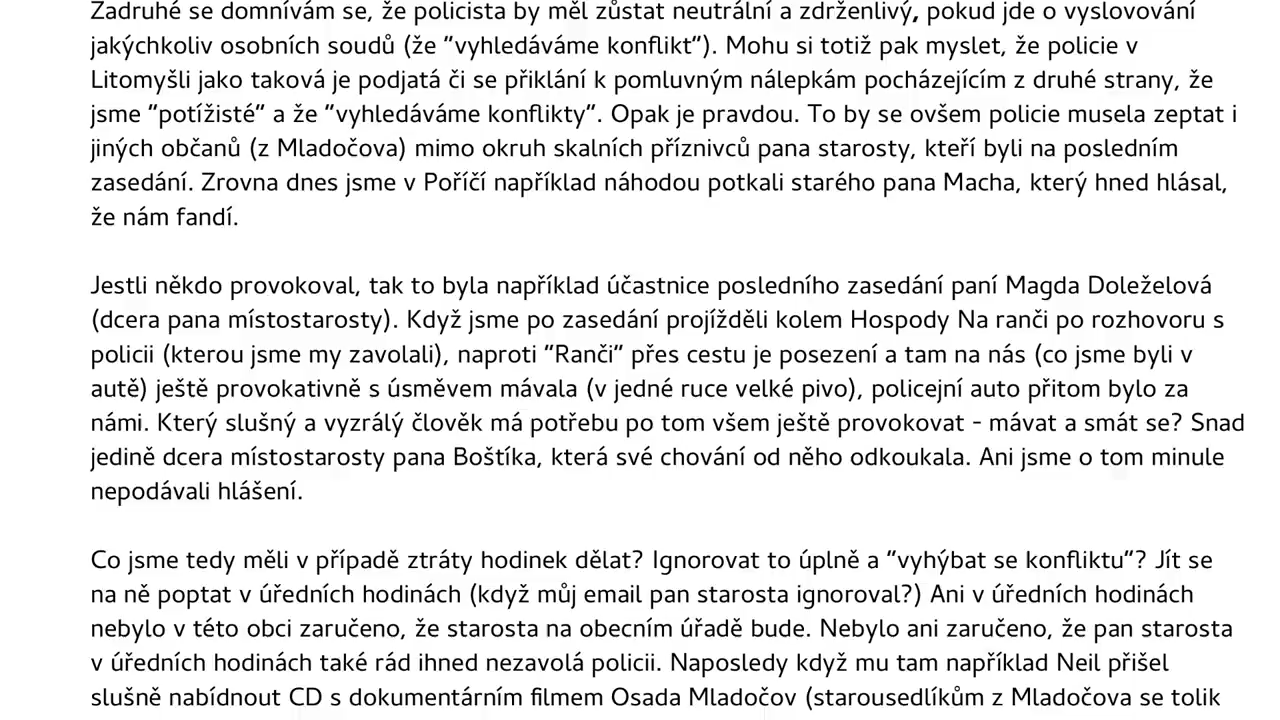 Zadruhé se domnívám se, že policista by měl zůstat neutrální a zdrženlivý, pokud jde o vyslovování
jakýchkoliv osobních soudů (že "vyhledáváme konflikt"). Mohu si totiž pak myslet, že policie v
Litomyšli jako taková je podjatá či se přiklání k pomluvným nálepkám pocházejícím z druhé strany, že
jsme "potížisté" a že "vyhledáváme konflikty". Opak je pravdou. To by se ovšem policie musela zeptat i
jiných občanů (z Mladočova) mimo okruh skalních příznivců pana starosty, kteří byli na posledním
zasedání. Zrovna dnes jsme v Poříčí například náhodou potkali starého pana Macha, který hned hlásal,
že nám fandí.
Jestli někdo provokoval, tak to byla například účastnice posledního zasedání paní Magda Doleželová
(dcera pana místostarosty). Když jsme po zasedání projížděli kolem Hospody Na ranči po rozhovoru s
policii (kterou jsme my zavolali), naproti "Ranči" přes cestu je posezení a tam na nás (co jsme byli v
autě) ještě provokativně s úsměvem mávala (v jedné ruce velké pivo), policejní auto přitom bylo za
námi. Který slušný a vyzrálý člověk má potřebu po tom všem ještě provokovat - mávat a smát se? Snad
jedině dcera místostarosty pana Boštíka, která své chování od něho odkoukala. Ani jsme o tom minule
nepodávali hlášení.
Co jsme tedy měli v případě ztráty hodinek dělat? Ignorovat to úplně a "vyhýbat se konfliktu"? Jít se
na ně poptat v úředních hodinách (když můj email pan starosta ignoroval?) Ani v úředních hodinách
nebylo v této obci zaručeno, že starosta na obecním úřadě bude. Nebylo ani zaručeno, že pan starosta
v úředních hodinách také rád ihned nezavolá policii. Naposledy když mu tam například Neil přišel
slušně nabídnout CD s dokumentárním filmem Osada Mladočov (starousedlíkům z Mladočova se tolik